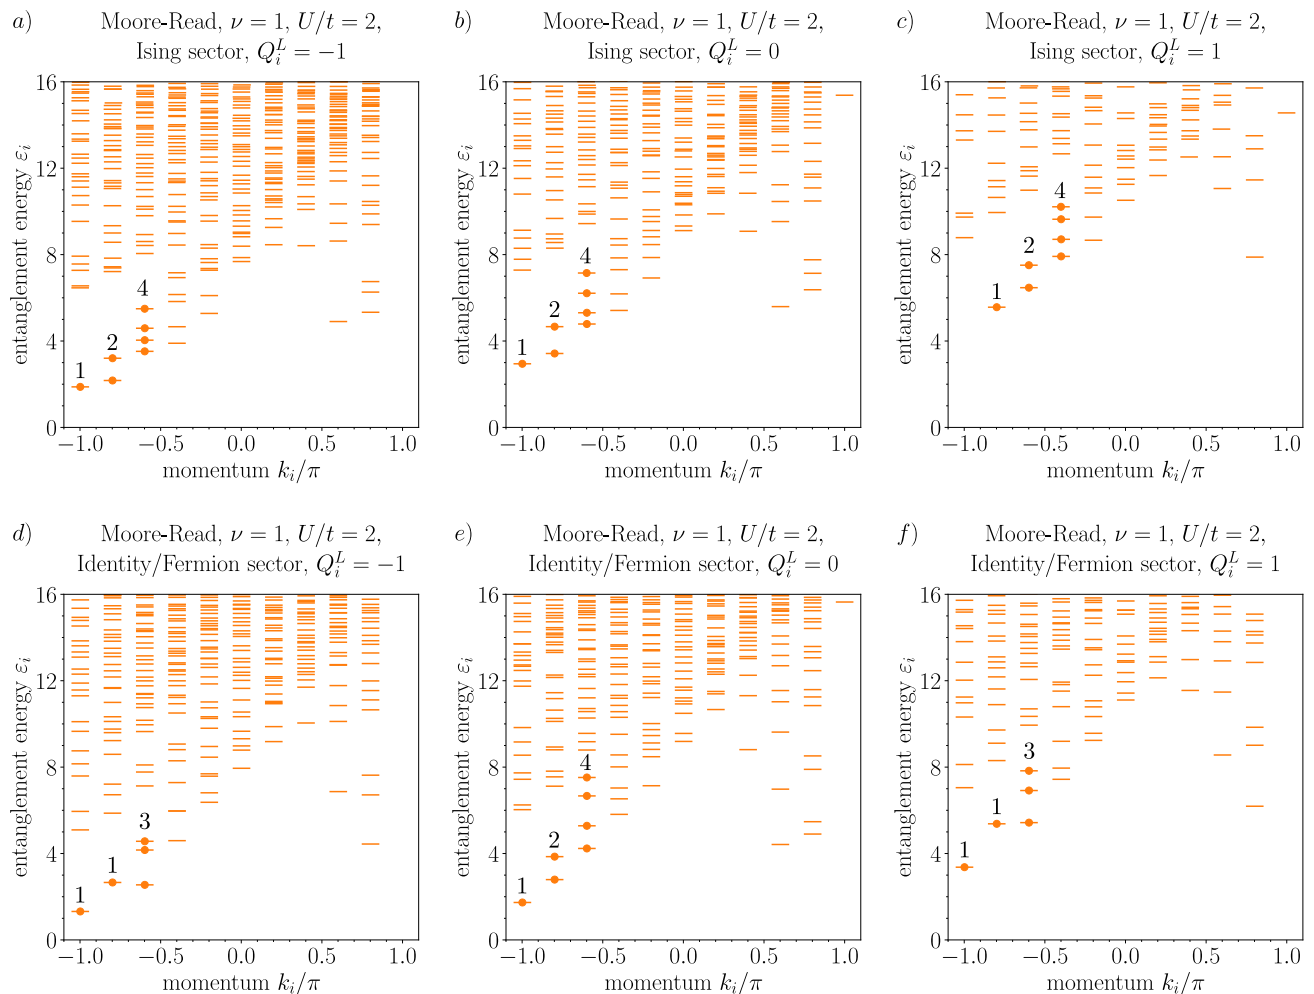 a) Moore-Read, ν = 1, U/t = 2,
Ising sector, Q_i^L = −1
16
12
8
4
0
entanglement energy ε_i
1
2
4
−1.0 −0.5 0.0 0.5 1.0
momentum k_i/π
b) Moore-Read, ν = 1, U/t = 2,
Ising sector, Q_i^L = 0
16
12
8
4
0
entanglement energy ε_i
1
2
4
−1.0 −0.5 0.0 0.5 1.0
momentum k_i/π
c) Moore-Read, ν = 1, U/t = 2,
Ising sector, Q_i^L = 1
16
12
8
4
0
entanglement energy ε_i
1
2
4
−1.0 −0.5 0.0 0.5 1.0
momentum k_i/π
d) Moore-Read, ν = 1, U/t = 2,
Identity/Fermion sector, Q_i^L = −1
16
12
8
4
0
entanglement energy ε_i
1
1
3
−1.0 −0.5 0.0 0.5 1.0
momentum k_i/π
e) Moore-Read, ν = 1, U/t = 2,
Identity/Fermion sector, Q_i^L = 0
16
12
8
4
0
entanglement energy ε_i
1
2
4
−1.0 −0.5 0.0 0.5 1.0
momentum k_i/π
f) Moore-Read, ν = 1, U/t = 2,
Identity/Fermion sector, Q_i^L = 1
16
12
8
4
0
entanglement energy ε_i
1
1
3
−1.0 −0.5 0.0 0.5 1.0
momentum k_i/π